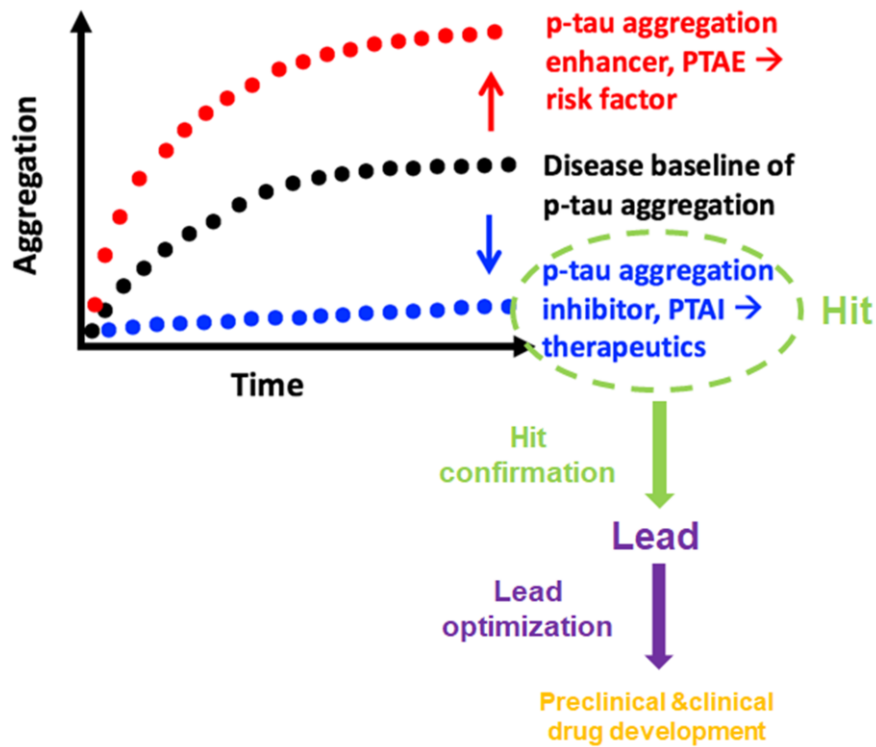 Aggregation
Time
p-tau aggregation
enhancer, PTAE →
risk factor
Disease baseline of
p-tau aggregation
p-tau aggregation
inhibitor, PTAI →
therapeutics
Hit
Hit
confirmation
Lead
Lead
optimization
Preclinical &clinical
drug development